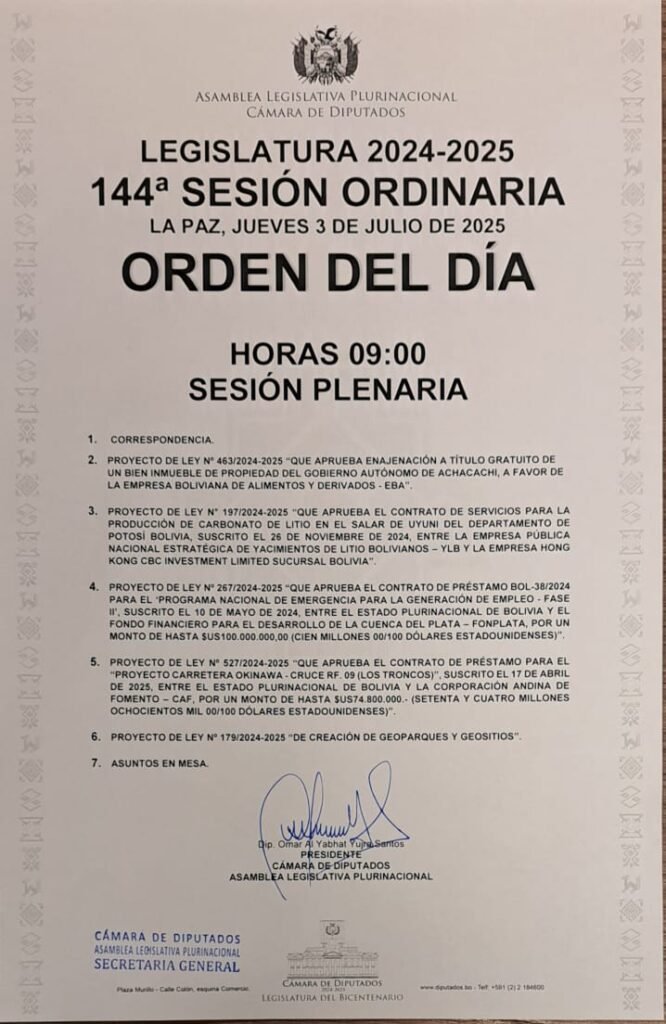 ASAMBLEA LEGISLATIVA PLURINACIONAL
CÁMARA DE DIPUTADOS
LEGISLATURA 2024-2025
144ª SESIÓN ORDINARIA
LA PAZ, JUEVES 3 DE JULIO DE 2025
ORDEN DEL DÍA
HORAS 09:00
SESIÓN PLENARIA
1. CORRESPONDENCIA.
2. PROYECTO DE LEY Nº 463/2024-2025 “QUE APRUEBA ENAJENACIÓN A TÍTULO GRATUITO DE
UN BIEN INMUEBLE DE PROPIEDAD DEL GOBIERNO AUTÓNOMO DE ACHACACHI, A FAVOR DE
LA EMPRESA BOLIVIANA DE ALIMENTOS Y DERIVADOS - EBA”.
3. PROYECTO DE LEY N° 197/2024-2025 “QUE APRUEBA EL CONTRATO DE SERVICIOS PARA LA
PRODUCCIÓN DE CARBONATO DE LITIO EN EL SALAR DE UYUNI DEL DEPARTAMENTO DE
POTOSÍ BOLIVIA, SUSCRITO EL 26 DE NOVIEMBRE DE 2024, ENTRE LA EMPRESA PÚBLICA
NACIONAL ESTRATÉGICA DE YACIMIENTOS DE LITIO BOLIVIANOS – YLB Y LA EMPRESA HONG
KONG CBC INVESTMENT LIMITED SUCURSAL BOLIVIA”.
4. PROYECTO DE LEY Nº 267/2024-2025 “QUE APRUEBA EL CONTRATO DE PRÉSTAMO BOL-38/2024
PARA EL ‘PROGRAMA NACIONAL DE EMERGENCIA PARA LA GENERACIÓN DE EMPLEO - FASE
II’, SUSCRITO EL 10 DE MAYO DE 2024, ENTRE EL ESTADO PLURINACIONAL DE BOLIVIA Y EL
FONDO FINANCIERO PARA EL DESARROLLO DE LA CUENCA DEL PLATA – FONPLATA, POR UN
MONTO DE HASTA $US100.000.000,00 (CIEN MILLONES 00/100 DÓLARES ESTADOUNIDENSES)”.
5. PROYECTO DE LEY Nº 527/2024-2025 “QUE APRUEBA EL CONTRATO DE PRÉSTAMO PARA EL
“PROYECTO CARRETERA OKINAWA - CRUCE RF. 09 (LOS TRONCOS)”, SUSCRITO EL 17 DE ABRIL
DE 2025, ENTRE EL ESTADO PLURINACIONAL DE BOLIVIA Y LA CORPORACIÓN ANDINA DE
FOMENTO – CAF, POR UN MONTO DE HASTA $US74.800.000.- (SETENTA Y CUATRO MILLONES
OCHOCIENTOS MIL 00/100 DÓLARES ESTADOUNIDENSES)”.
6. PROYECTO DE LEY Nº 179/2024-2025 “DE CREACIÓN DE GEOPARQUES Y GEOSITIOS”.
7. ASUNTOS EN MESA.
Dip. Omar Al Yabhat Yujra Santos
PRESIDENTE
CÁMARA DE DIPUTADOS
ASAMBLEA LEGISLATIVA PLURINACIONAL
CÁMARA DE DIPUTADOS
ASAMBLEA LEGISLATIVA PLURINACIONAL
SECRETARIA GENERAL
CÁMARA DE DIPUTADOS
2024-2025
LEGISLATURA DEL BICENTENARIO
Plaza Murillo - Calle Colón, esquina Comercio.
www.diputados.bo - Telf: +591 (2) 2 184600